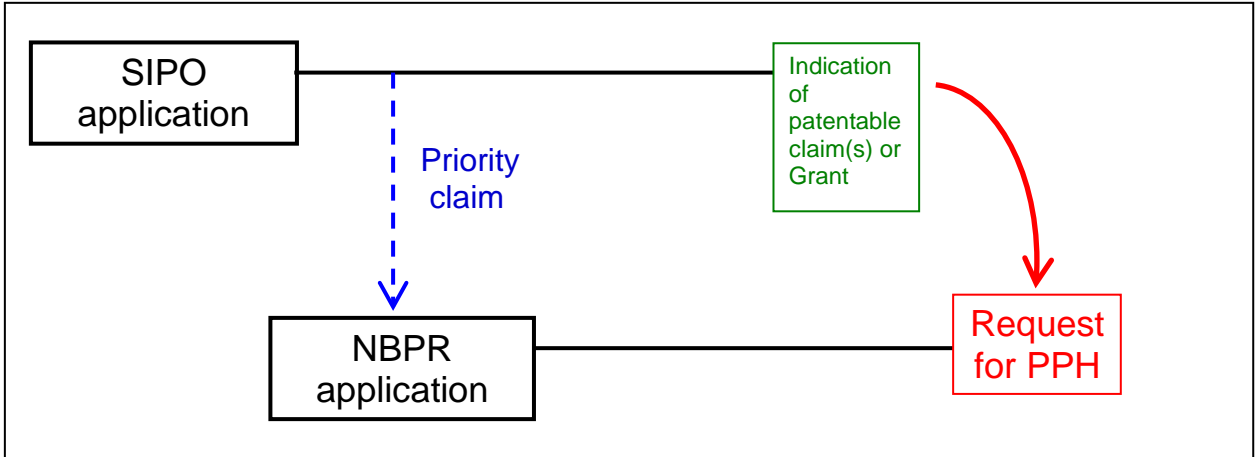 SIPO
application
Indication
of
patentable
claim(s) or
Grant
Priority
claim
NBPR
application
Request
for PPH